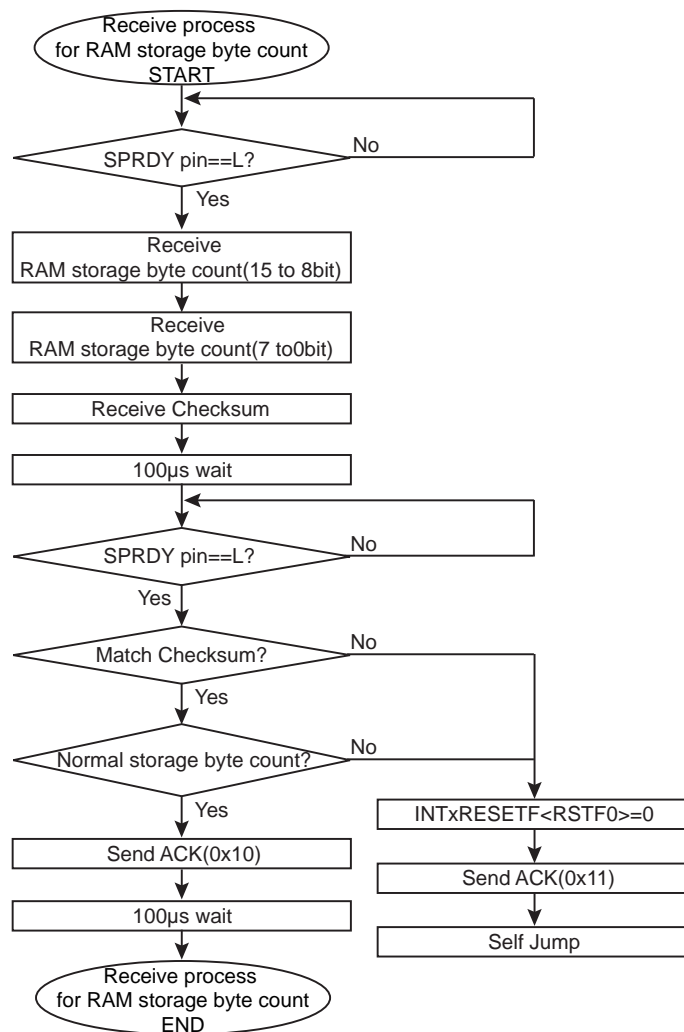 Receive process
for RAM storage byte count
START
SPRDY pin==L?
No
Yes
Receive
RAM storage byte count(15 to 8bit)
Receive
RAM storage byte count(7 to0bit)
Receive Checksum
100µs wait
SPRDY pin==L?
No
Yes
Match Checksum?
No
Yes
Normal storage byte count?
No
Yes
INTxRESETF<RSTF0>=0
Send ACK(0x10)
Send ACK(0x11)
100µs wait
Self Jump
Receive process
for RAM storage byte count
END